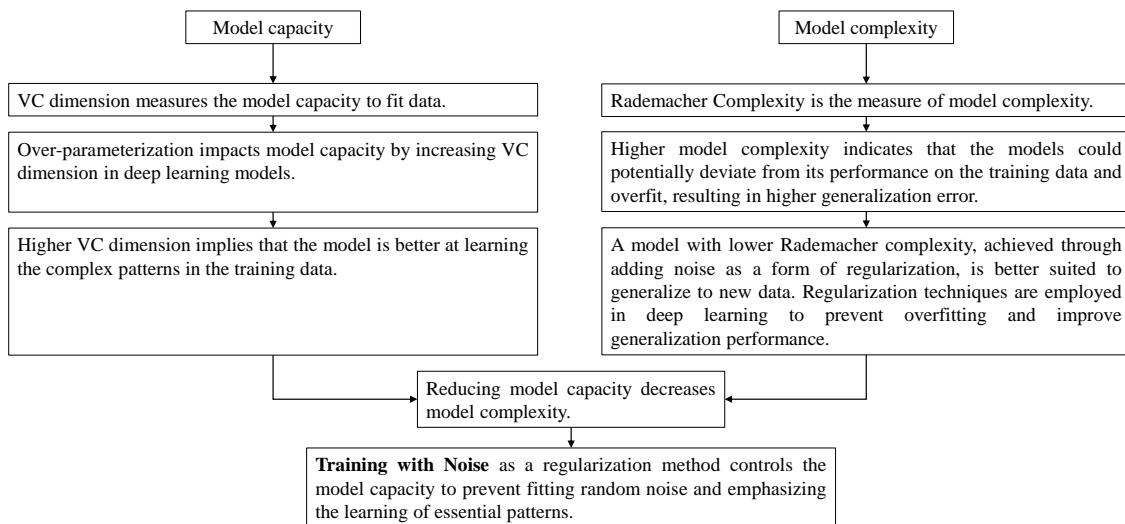 Model capacity
VC dimension measures the model capacity to fit data.
Over-parameterization impacts model capacity by increasing VC
dimension in deep learning models.
Higher VC dimension implies that the model is better at learning
the complex patterns in the training data.
Model complexity
Rademacher Complexity is the measure of model complexity.
Higher model complexity indicates that the models could
potentially deviate from its performance on the training data and
overfit, resulting in higher generalization error.
A model with lower Rademacher complexity, achieved through
adding noise as a form of regularization, is better suited to
generalize to new data. Regularization techniques are employed
in deep learning to prevent overfitting and improve
generalization performance.
Reducing model capacity decreases
model complexity.
Training with Noise as a regularization method controls the
model capacity to prevent fitting random noise and emphasizing
the learning of essential patterns.